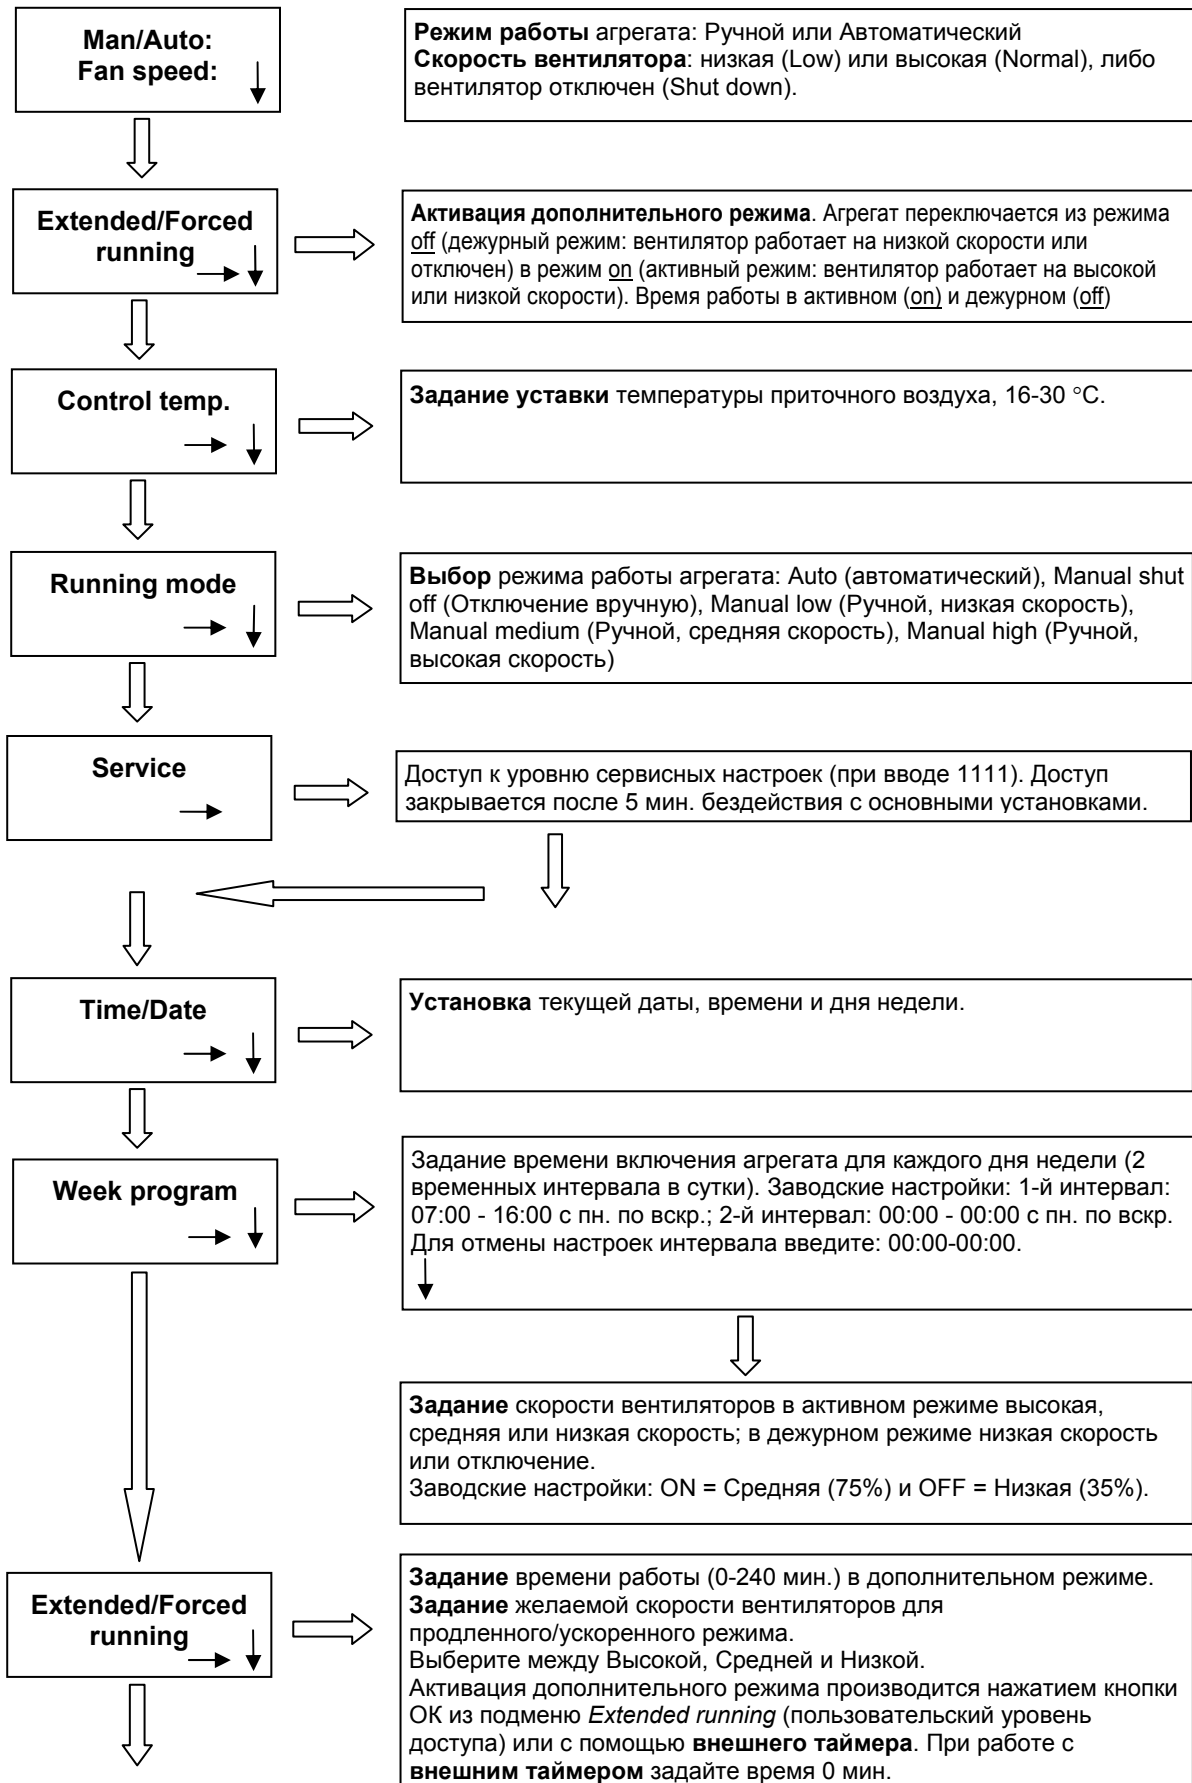 Man/Auto:
Fan speed:
Режим работы агрегата: Ручной или Автоматический
Скорость вентилятора: низкая (Low) или высокая (Normal), либо
вентилятор отключен (Shut down).
Extended/Forced
running
Активация дополнительного режима. Агрегат переключается из режима
off (дежурный режим: вентилятор работает на низкой скорости или
отключен) в режим on (активный режим: вентилятор работает на высокой
или низкой скорости). Время работы в активном (on) и дежурном (off)
Control temp.
Задание уставки температуры приточного воздуха, 16-30 °C.
Running mode
Выбор режима работы агрегата: Auto (автоматический), Manual shut
off (Отключение вручную), Manual low (Ручной, низкая скорость),
Manual medium (Ручной, средняя скорость), Manual high (Ручной,
высокая скорость)
Service
Доступ к уровню сервисных настроек (при вводе 1111). Доступ
закрывается после 5 мин. бездействия с основными установками.
Time/Date
Установка текущей даты, времени и дня недели.
Week program
Задание времени включения агрегата для каждого дня недели (2
временных интервала в сутки). Заводские настройки: 1-й интервал:
07:00 - 16:00 с пн. по вскр.; 2-й интервал: 00:00 - 00:00 с пн. по вскр.
Для отмены настроек интервала введите: 00:00-00:00.
Задание скорости вентиляторов в активном режиме высокая,
средняя или низкая скорость; в дежурном режиме низкая скорость
или отключение.
Заводские настройки: ON = Средняя (75%) и OFF = Низкая (35%).
Extended/Forced
running
Задание времени работы (0-240 мин.) в дополнительном режиме.
Задание желаемой скорости вентиляторов для
продленного/ускоренного режима.
Выберите между Высокой, Средней и Низкой.
Активация дополнительного режима производится нажатием кнопки
ОК из подменю Extended running (пользовательский уровень
доступа) или с помощью внешнего таймера. При работе с
внешним таймером задайте время 0 мин.